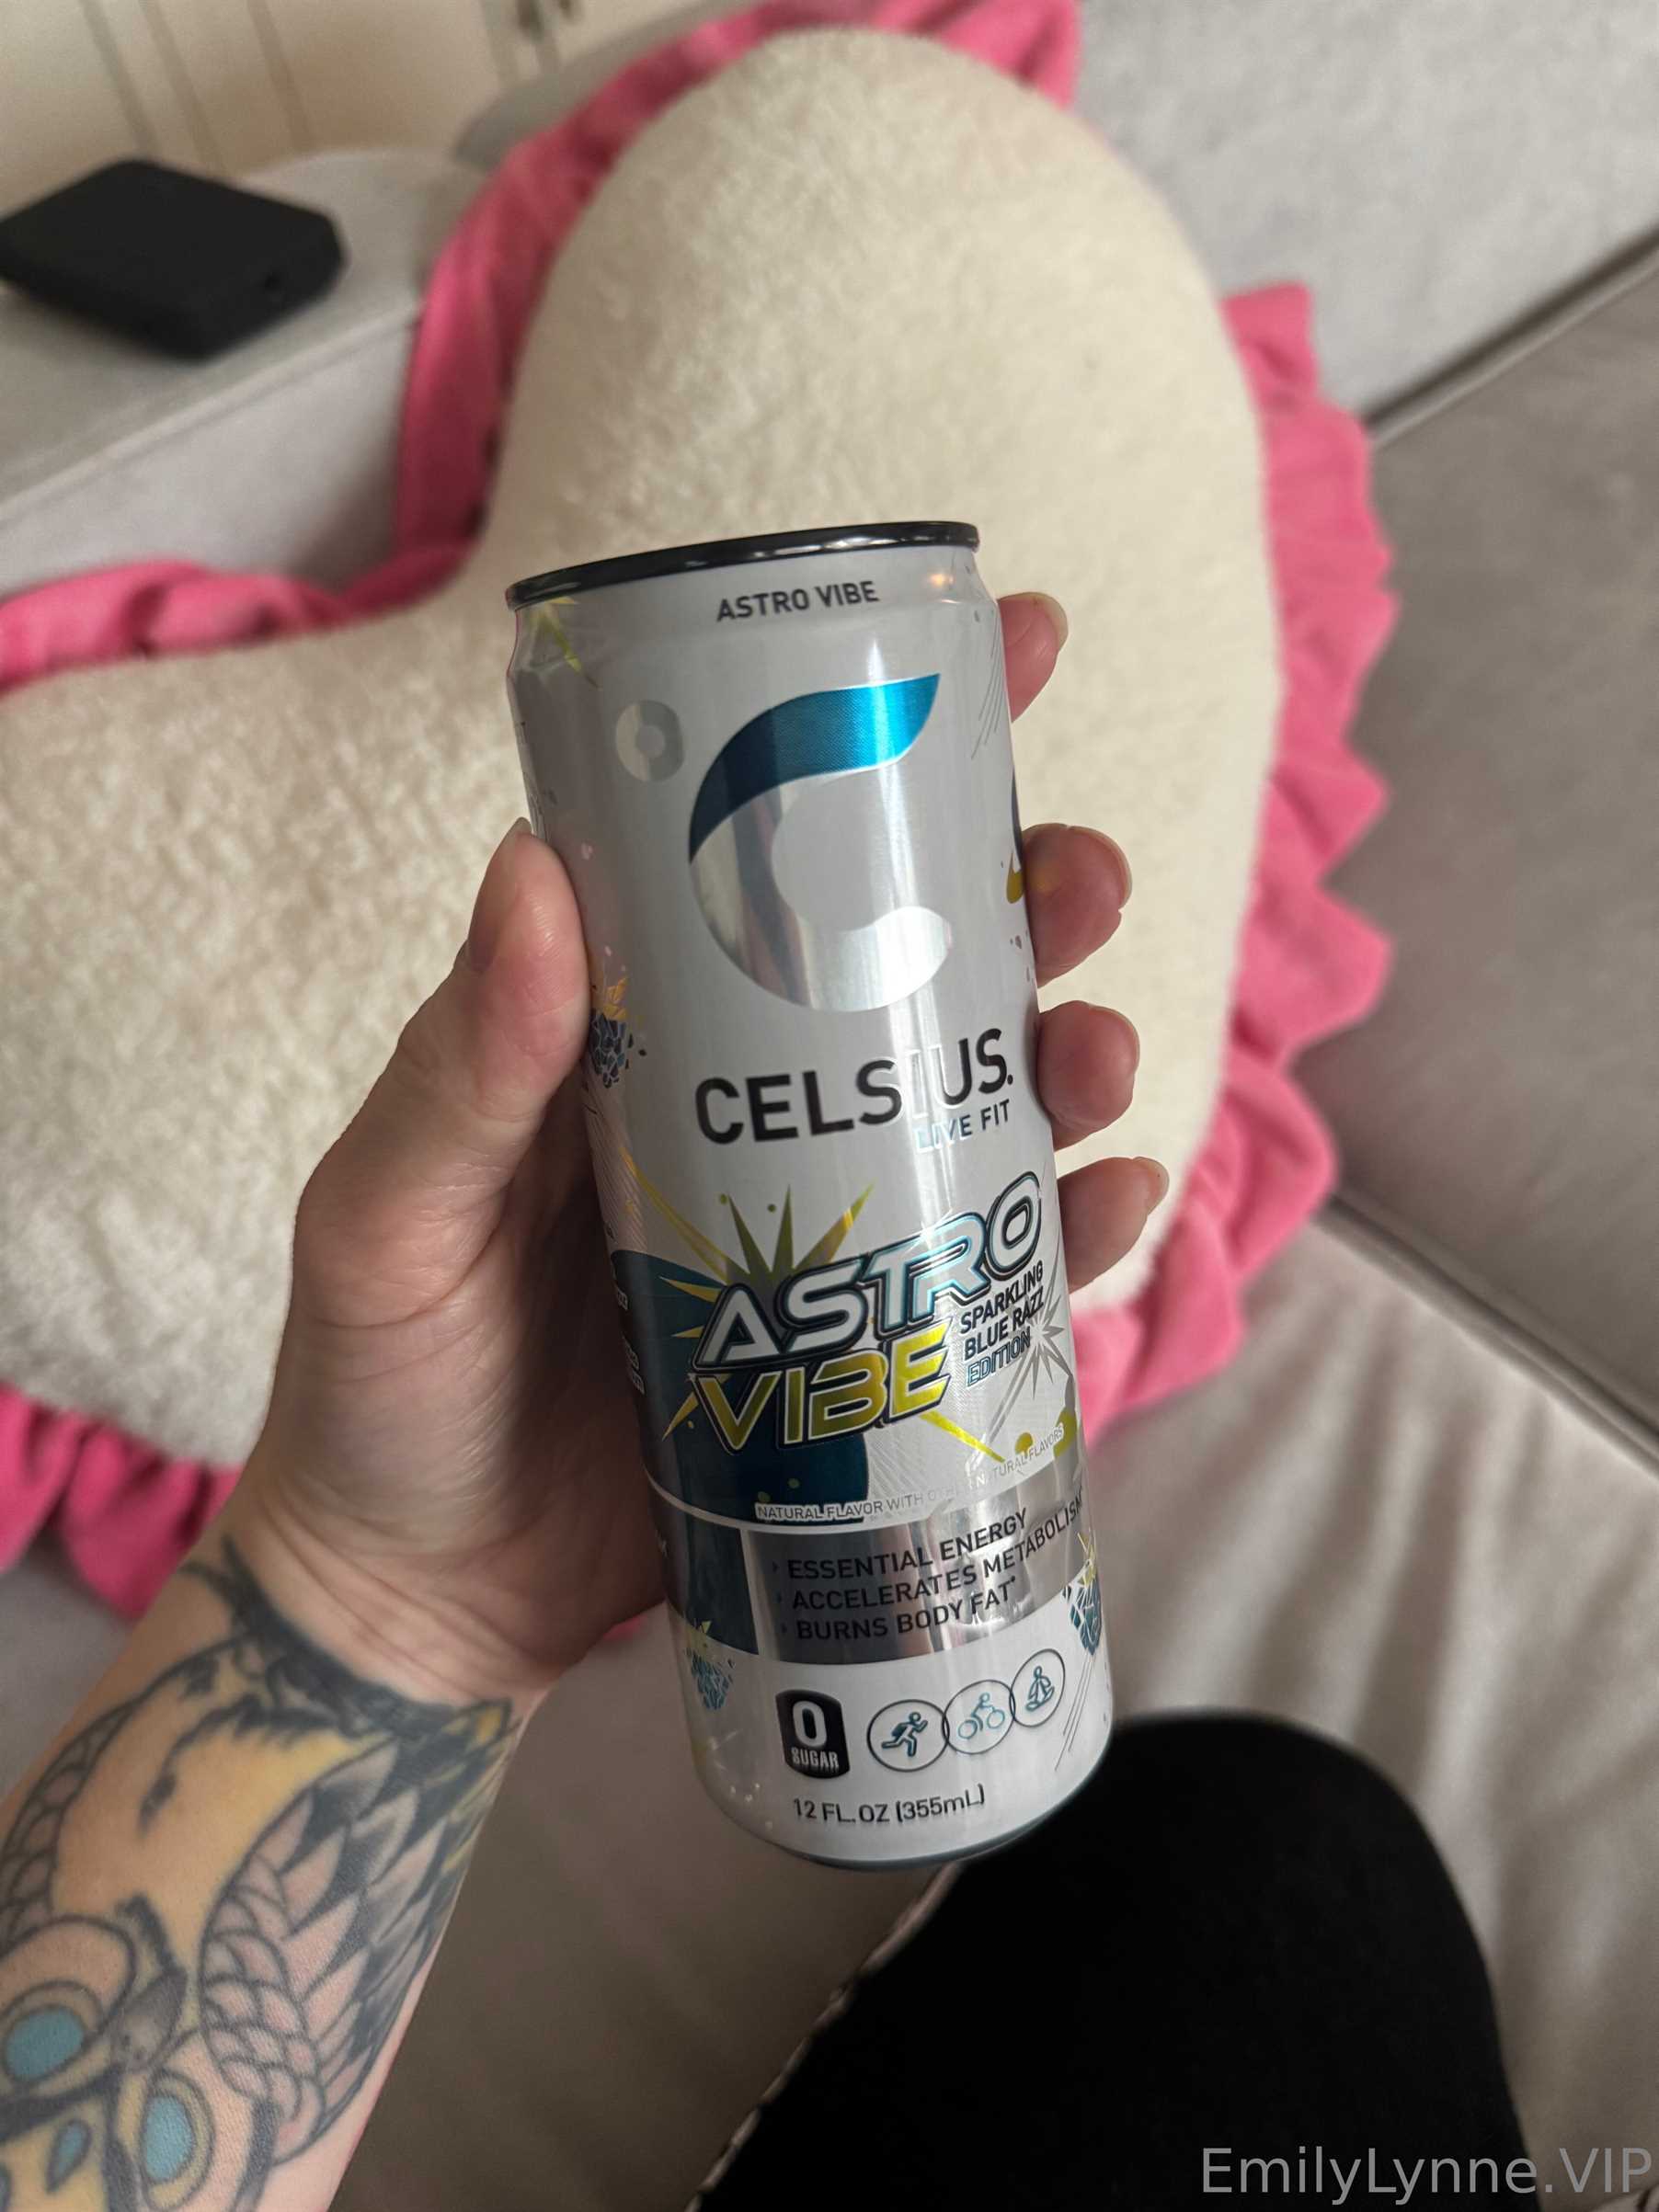 ASTRO VIBE
CELSIUS.
LIVE FIT
ASTRO
VIBE
SPARKLING
BLUE RAZZ
EDITION
NATURAL FLAVOR WITH OTHER NATURAL FLAVORS
› ESSENTIAL ENERGY
› ACCELERATES METABOLISM
› BURNS BODY FAT*
0
SUGAR
12 FL. OZ (355mL)
EmilyLynne.VIP